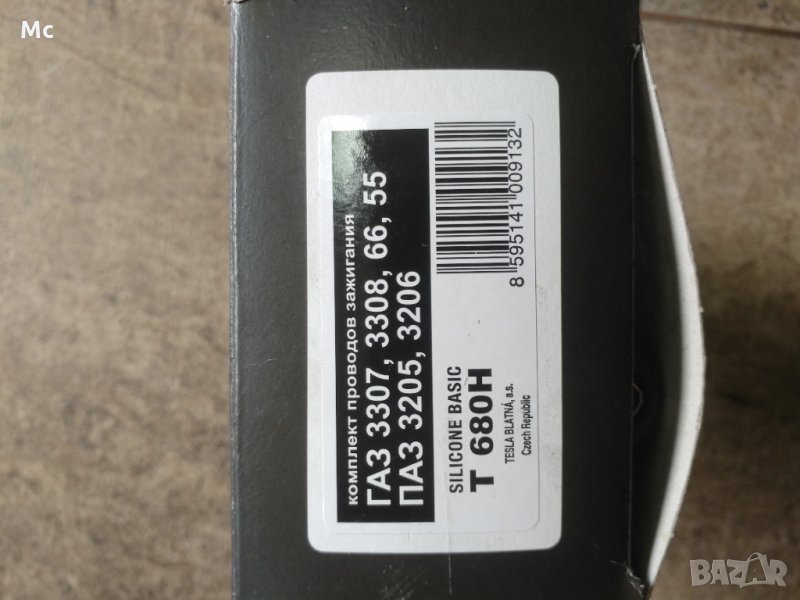 Mc
комплект проводов зажигания
ГАЗ 3307, 3308, 66, 55
ПАЗ 3205, 3206
SILICONE BASIC
T 680H
TESLA BLATNÁ, a.s.
Czech Republic
8 595141 009132
BAZAR